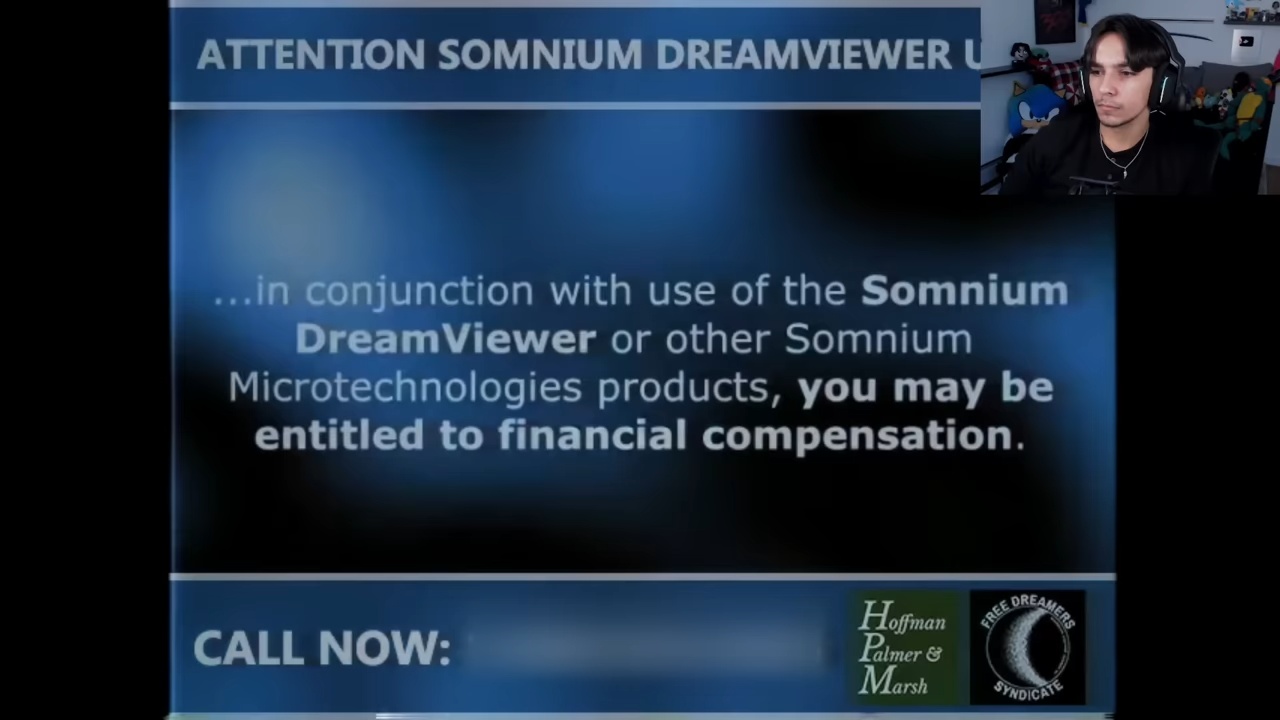 ATTENTION SOMNIUM DREAMVIEWER
...in conjunction with use of the Somnium
DreamViewer or other Somnium
Microtechnologies products, you may be
entitled to financial compensation.
CALL NOW:
Hoffman
Palmer &
Marsh
FREE DREAMERS
SYNDICATE